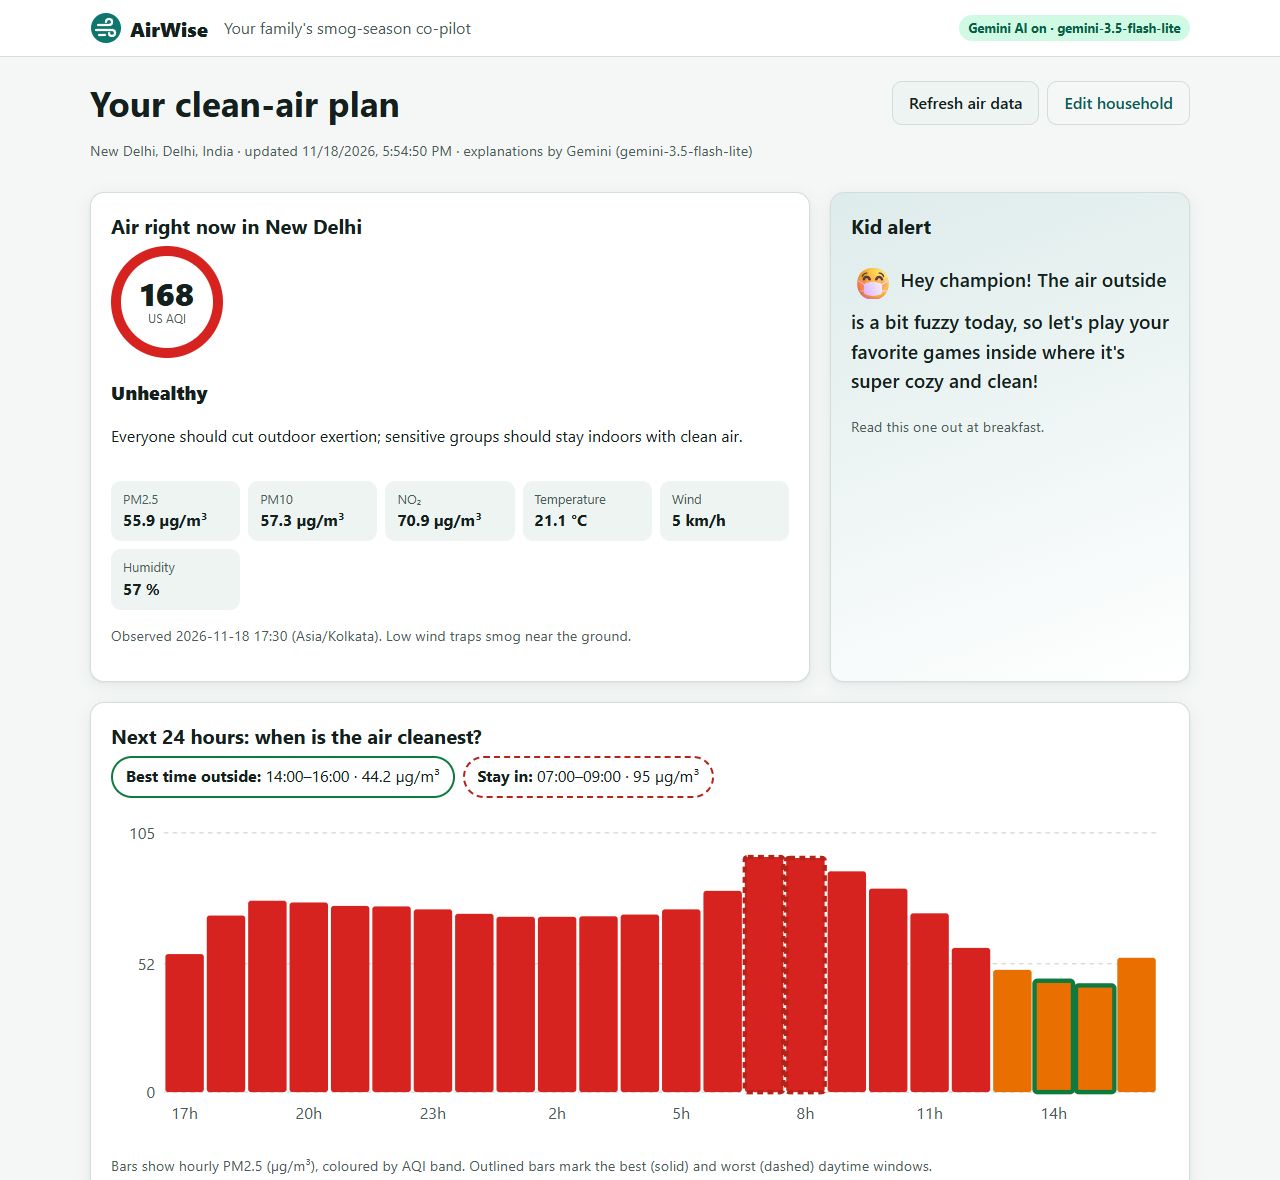 AirWise
Your family's smog-season co-pilot
Gemini AI on · gemini-3.5-flash-lite
Your clean-air plan
Refresh air data
Edit household
New Delhi, Delhi, India · updated 11/18/2026, 5:54:50 PM · explanations by Gemini (gemini-3.5-flash-lite)
Air right now in New Delhi
168
US AQI
Unhealthy
Everyone should cut outdoor exertion; sensitive groups should stay indoors with clean air.
PM2.5
55.9 µg/m³
PM10
57.3 µg/m³
NO₂
70.9 µg/m³
Temperature
21.1 °C
Wind
5 km/h
Humidity
57 %
Observed 2026-11-18 17:30 (Asia/Kolkata). Low wind traps smog near the ground.
Kid alert
😷 Hey champion! The air outside
is a bit fuzzy today, so let's play your
favorite games inside where it's
super cozy and clean!
Read this one out at breakfast.
Next 24 hours: when is the air cleanest?
Best time outside: 14:00–16:00 · 44.2 µg/m³
Stay in: 07:00–09:00 · 95 µg/m³
105
52
0
17h 20h 23h 2h 5h 8h 11h 14h
Bars show hourly PM2.5 (µg/m³), coloured by AQI band. Outlined bars mark the best (solid) and worst (dashed) daytime windows.